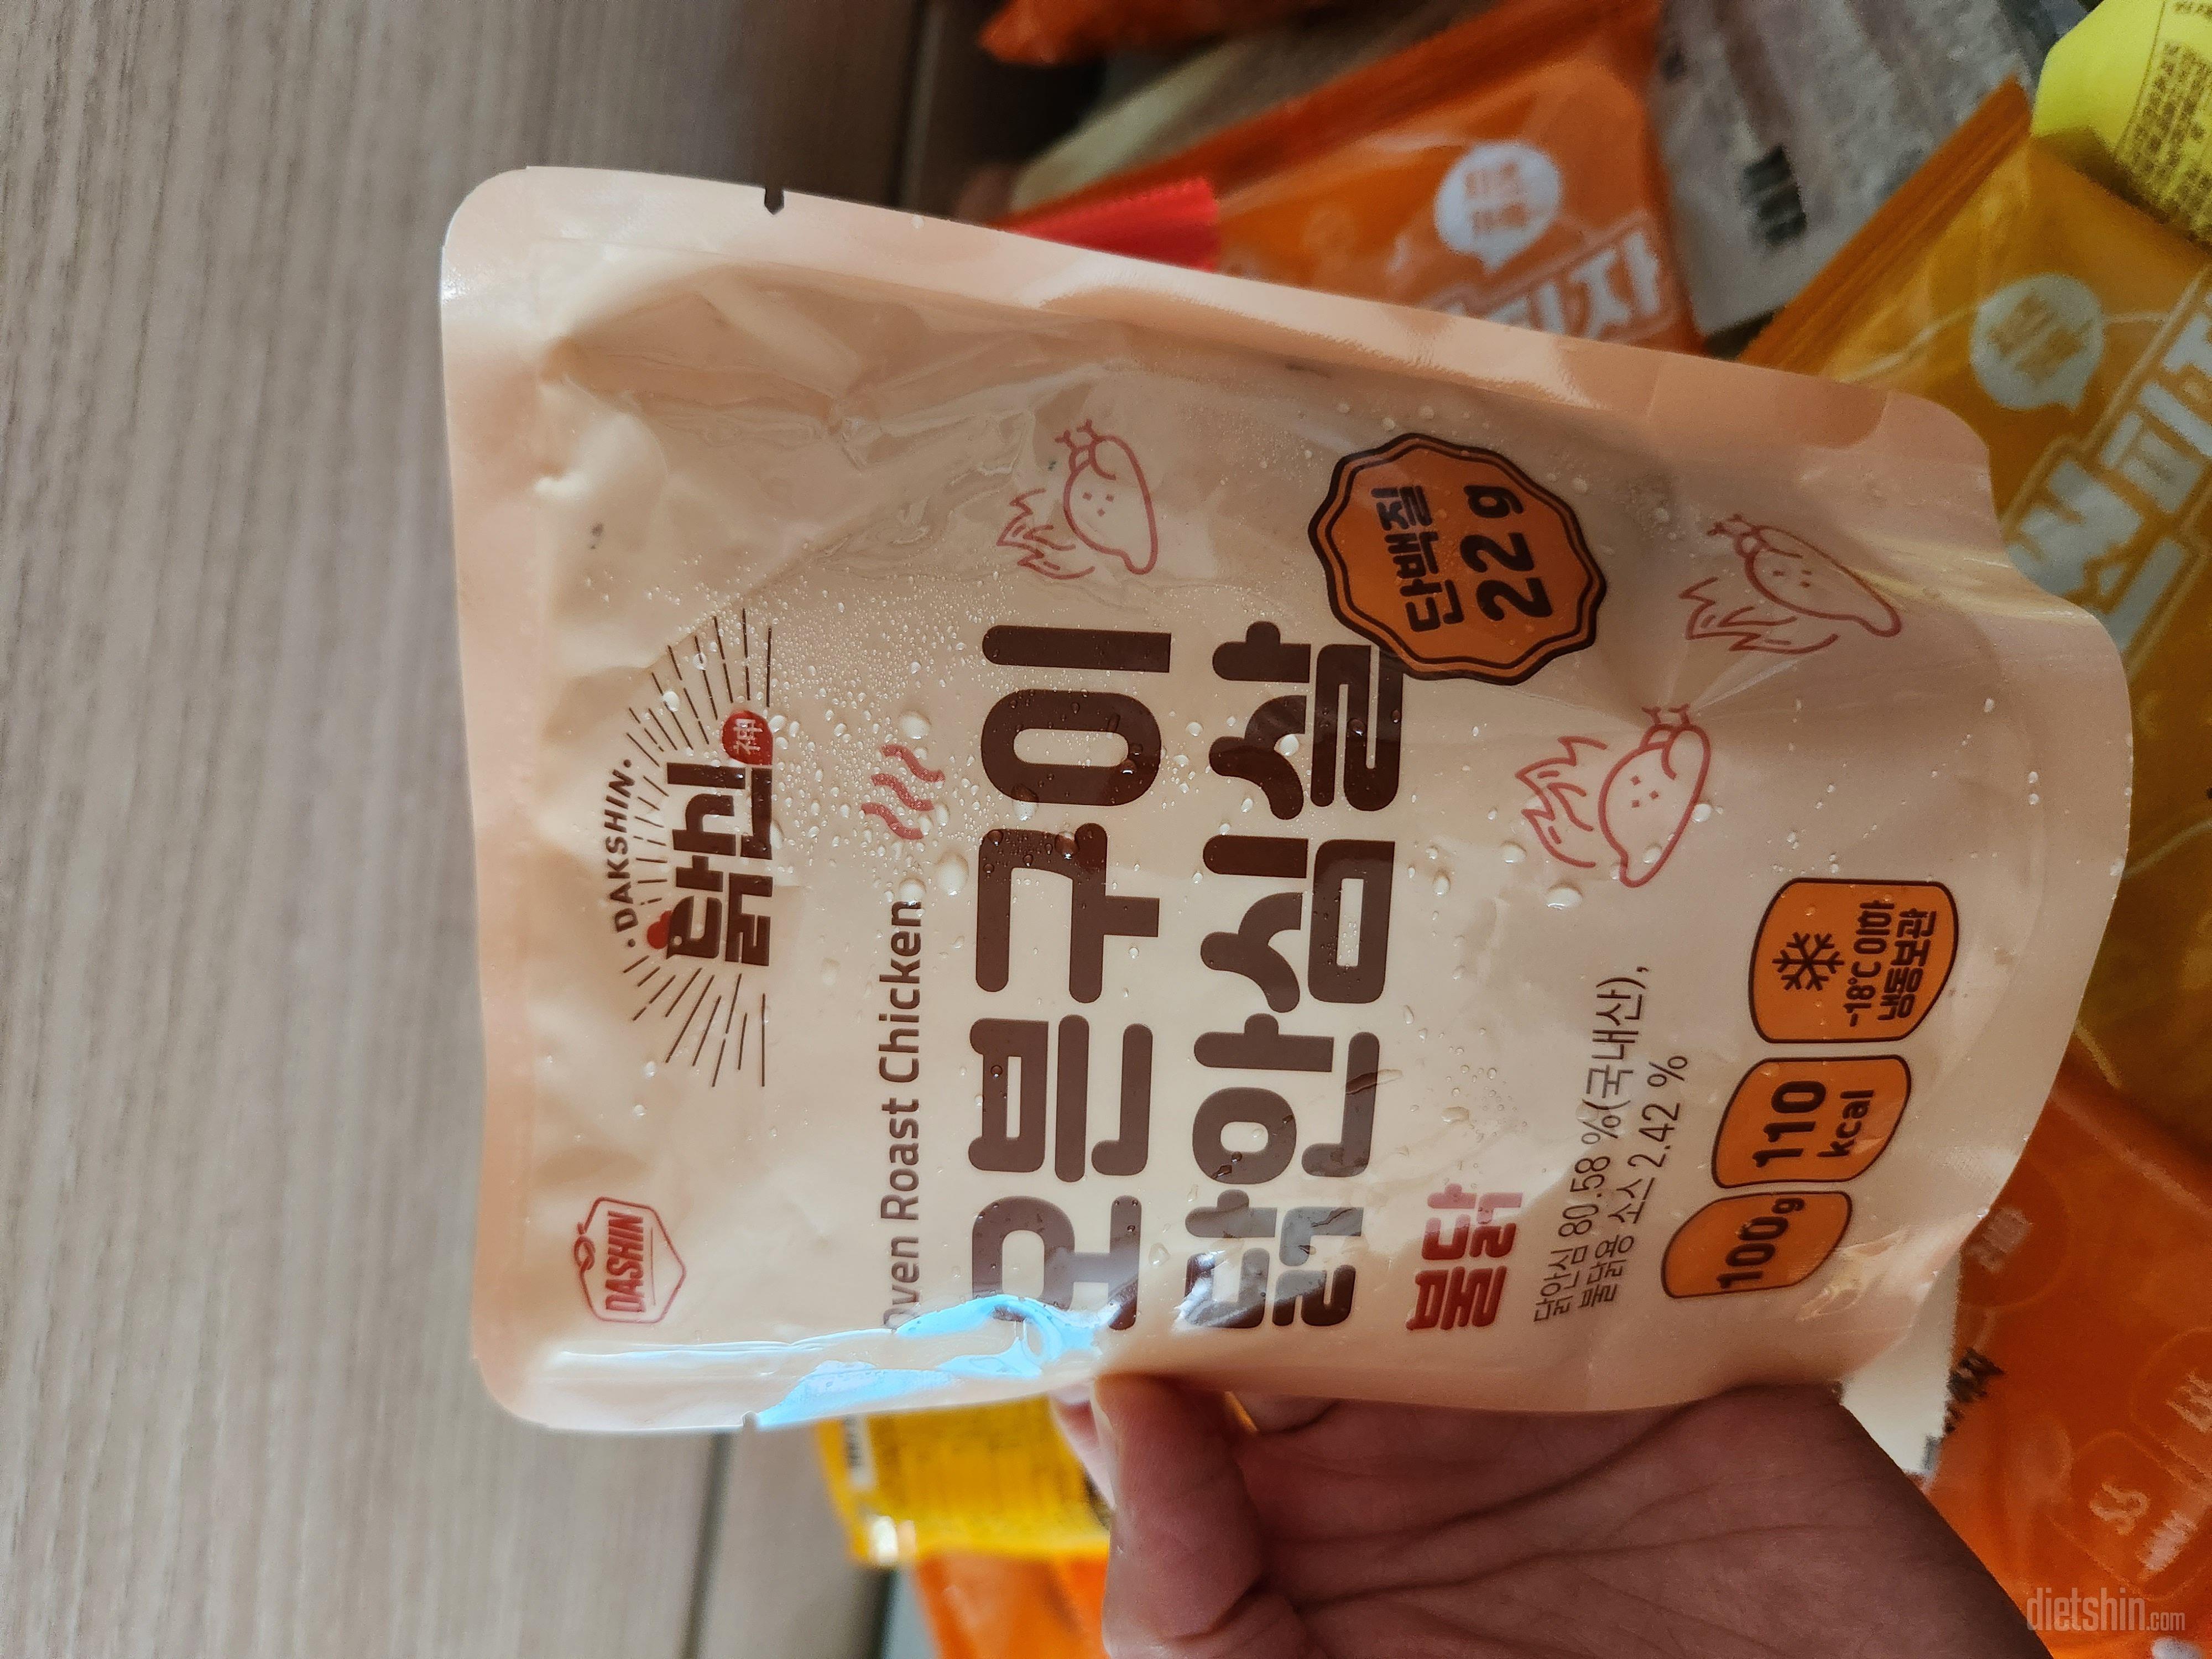 DASHIN
· DAKSHIN ·
닭신 神
Oven Roast Chicken
오븐구이
닭안심살
불닭
단백질
22 g
닭안심 80.58 %(국내산),
불닭용 소스 2.42 %
100g
110
kcal
-18℃ 이하
냉동보관
dietshin.com